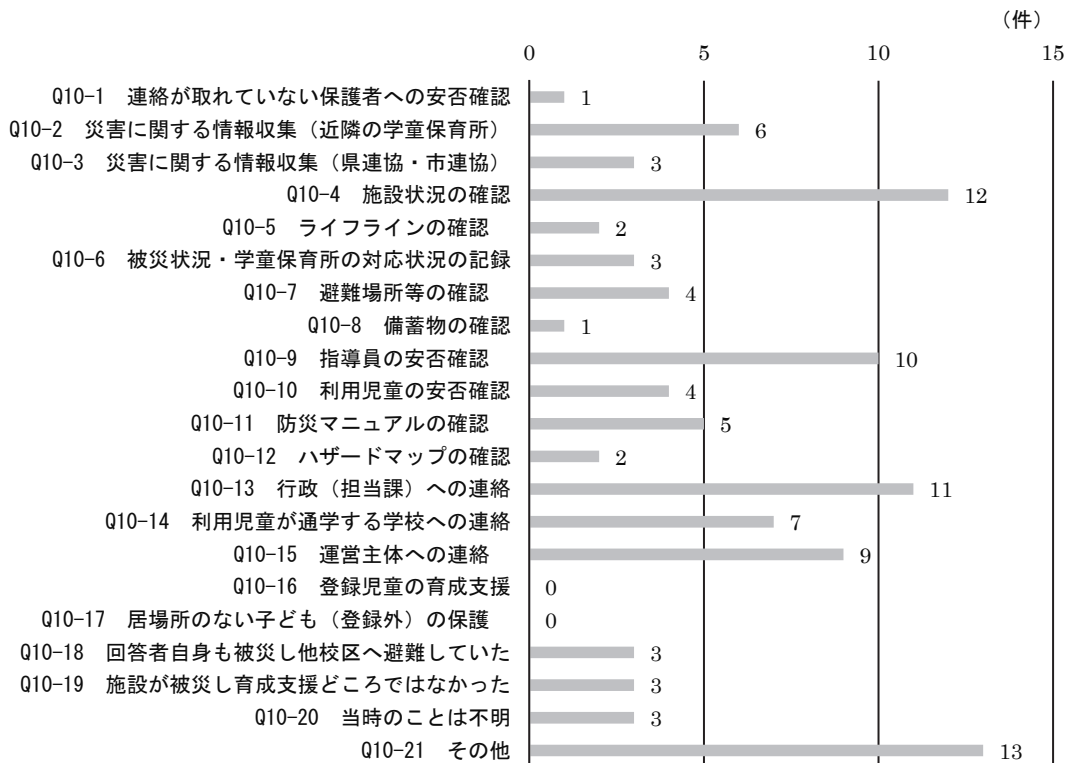 （件）
0 5 10 15
Q10-1 連絡が取れていない保護者への安否確認 1
Q10-2 災害に関する情報収集（近隣の学童保育所） 6
Q10-3 災害に関する情報収集（県連協・市連協） 3
Q10-4 施設状況の確認 12
Q10-5 ライフラインの確認 2
Q10-6 被災状況・学童保育所の対応状況の記録 3
Q10-7 避難場所等の確認 4
Q10-8 備蓄物の確認 1
Q10-9 指導員の安否確認 10
Q10-10 利用児童の安否確認 4
Q10-11 防災マニュアルの確認 5
Q10-12 ハザードマップの確認 2
Q10-13 行政（担当課）への連絡 11
Q10-14 利用児童が通学する学校への連絡 7
Q10-15 運営主体への連絡 9
Q10-16 登録児童の育成支援 0
Q10-17 居場所のない子ども（登録外）の保護 0
Q10-18 回答者自身も被災し他校区へ避難していた 3
Q10-19 施設が被災し育成支援どころではなかった 3
Q10-20 当時のことは不明 3
Q10-21 その他 13